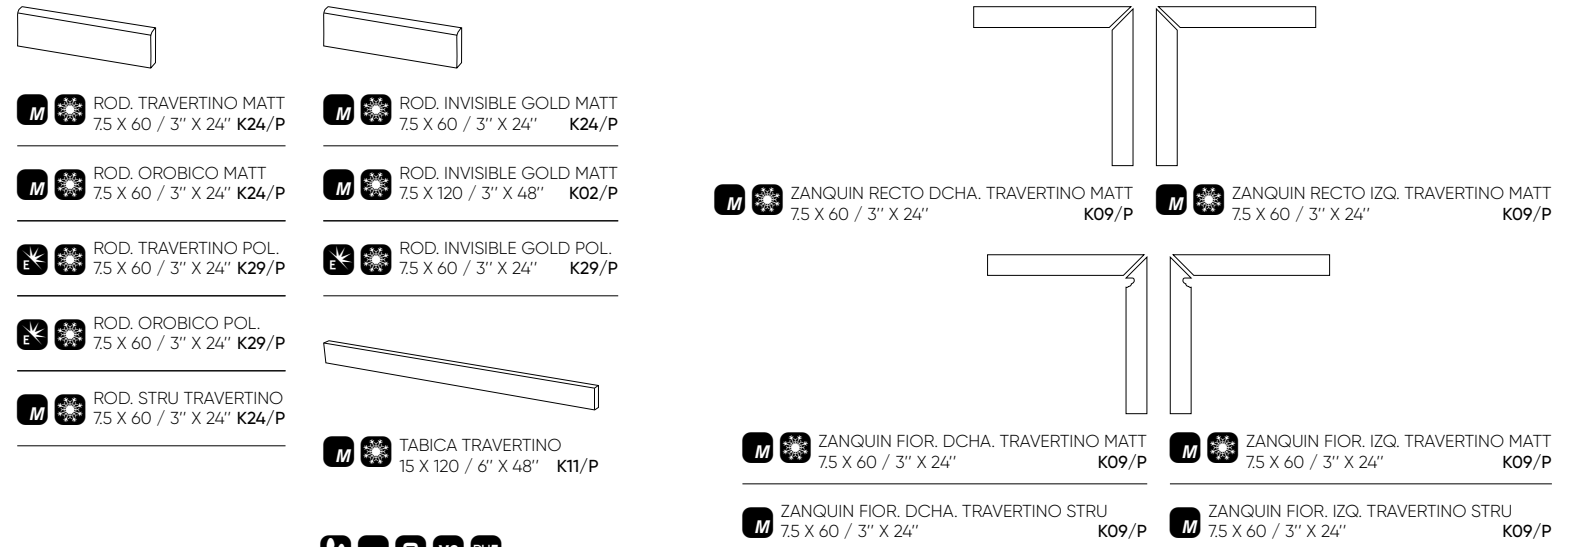 M ROD. TRAVERTINO MATT
7.5 X 60 / 3’’ X 24’’ K24/P
M ROD. OROBICO MATT
7.5 X 60 / 3’’ X 24’’ K24/P
E ROD. TRAVERTINO POL.
7.5 X 60 / 3’’ X 24’’ K29/P
E ROD. OROBICO POL.
7.5 X 60 / 3’’ X 24’’ K29/P
M ROD. STRU TRAVERTINO
7.5 X 60 / 3’’ X 24’’ K24/P
M ROD. INVISIBLE GOLD MATT
7.5 X 60 / 3’’ X 24’’ K24/P
M ROD. INVISIBLE GOLD MATT
7.5 X 120 / 3’’ X 48’’ K02/P
E ROD. INVISIBLE GOLD POL.
7.5 X 60 / 3’’ X 24’’ K29/P
M TABICA TRAVERTINO
15 X 120 / 6’’ X 48’’ K11/P
M ZANQUIN RECTO DCHA. TRAVERTINO MATT
7.5 X 60 / 3’’ X 24’’ K09/P
M ZANQUIN RECTO IZQ. TRAVERTINO MATT
7.5 X 60 / 3’’ X 24’’ K09/P
M ZANQUIN FIOR. DCHA. TRAVERTINO MATT
7.5 X 60 / 3’’ X 24’’ K09/P
M ZANQUIN FIOR. IZQ. TRAVERTINO MATT
7.5 X 60 / 3’’ X 24’’ K09/P
M ZANQUIN FIOR. DCHA. TRAVERTINO STRU
7.5 X 60 / 3’’ X 24’’ K09/P
M ZANQUIN FIOR. IZQ. TRAVERTINO STRU
7.5 X 60 / 3’’ X 24’’ K09/P